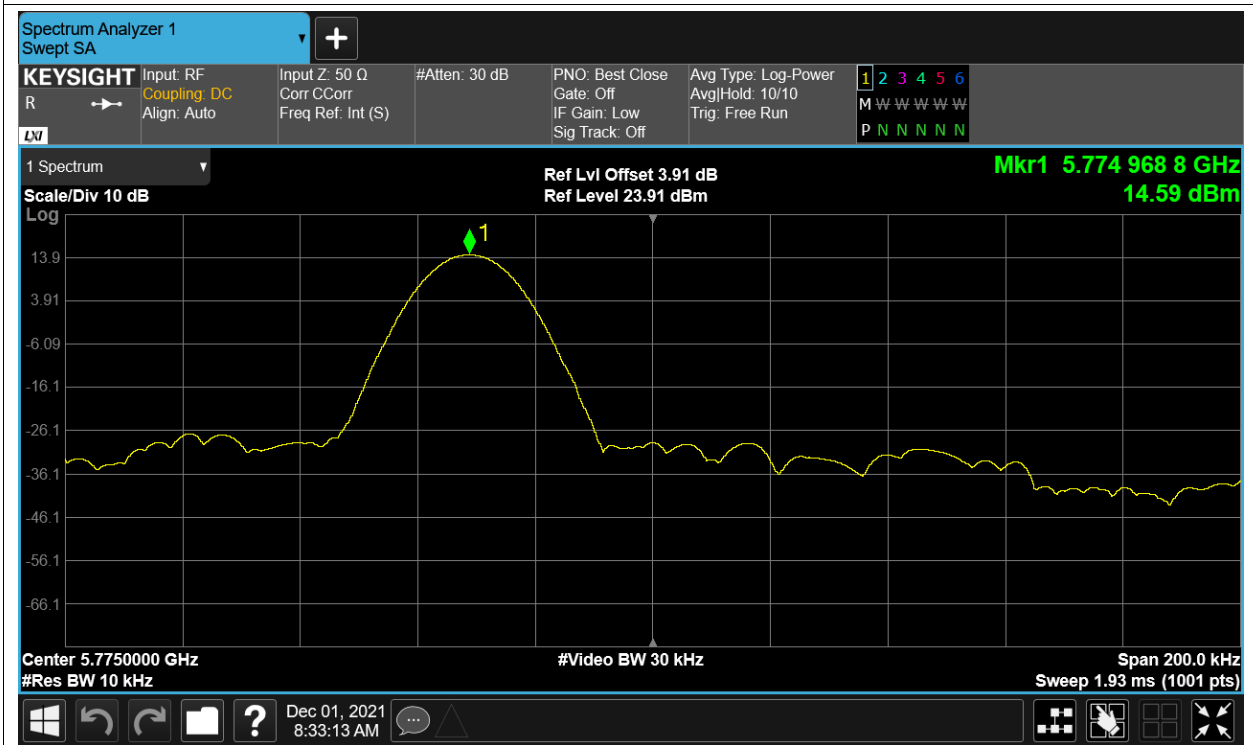 Spectrum Analyzer 1
Swept SA
KEYSIGHT
R
LXI
Input: RF
Coupling: DC
Align: Auto
Input Z: 50 Ω
Corr CCorr
Freq Ref: Int (S)
#Atten: 30 dB
PNO: Best Close
Gate: Off
IF Gain: Low
Sig Track: Off
Avg Type: Log-Power
Avg|Hold: 10/10
Trig: Free Run
1 2 3 4 5 6
M W W W W W
P N N N N N
1 Spectrum
Scale/Div 10 dB
Log
Ref Lvl Offset 3.91 dB
Ref Level 23.91 dBm
Mkr1 5.774 968 8 GHz
14.59 dBm
1
13.9
3.91
-6.09
-16.1
-26.1
-36.1
-46.1
-56.1
-66.1
Center 5.7750000 GHz
#Video BW 30 kHz
Span 200.0 kHz
#Res BW 10 kHz
Sweep 1.93 ms (1001 pts)
?
Dec 01, 2021
8:33:13 AM